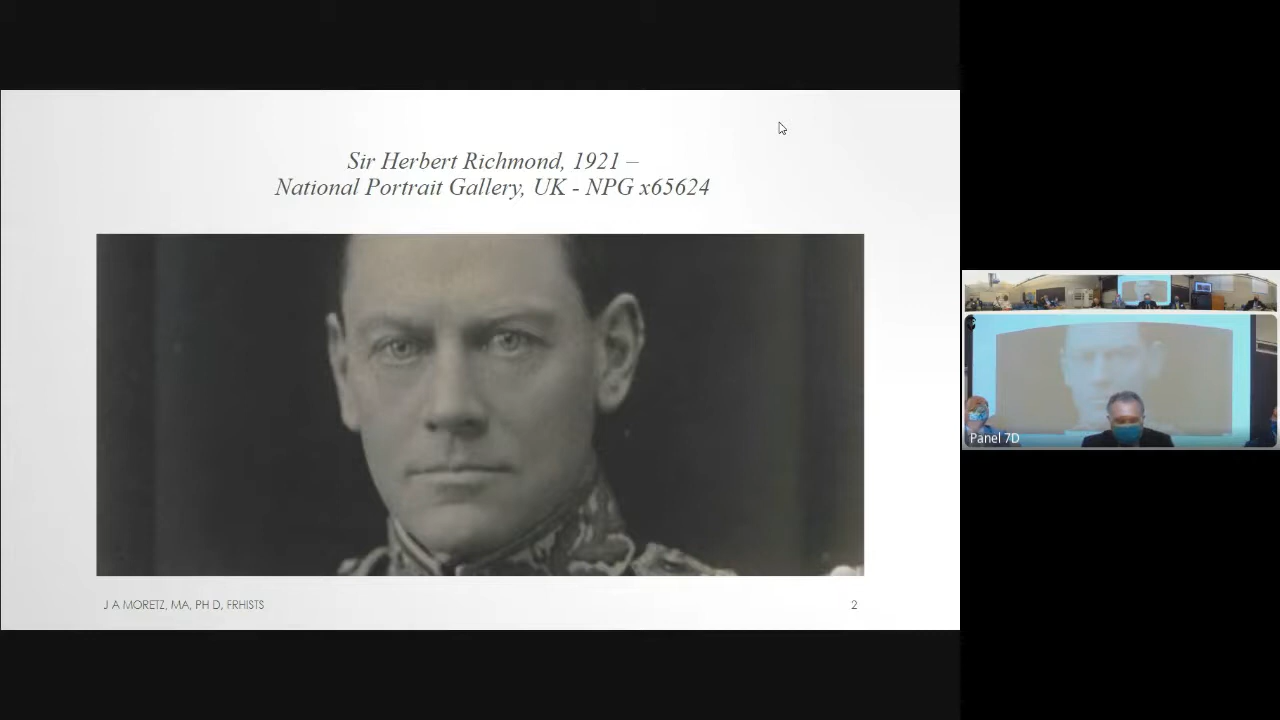 Sir Herbert Richmond, 1921 –
National Portrait Gallery, UK - NPG x65624
J A MORETZ, MA, PH D, FRHISTS
2
Panel 7D